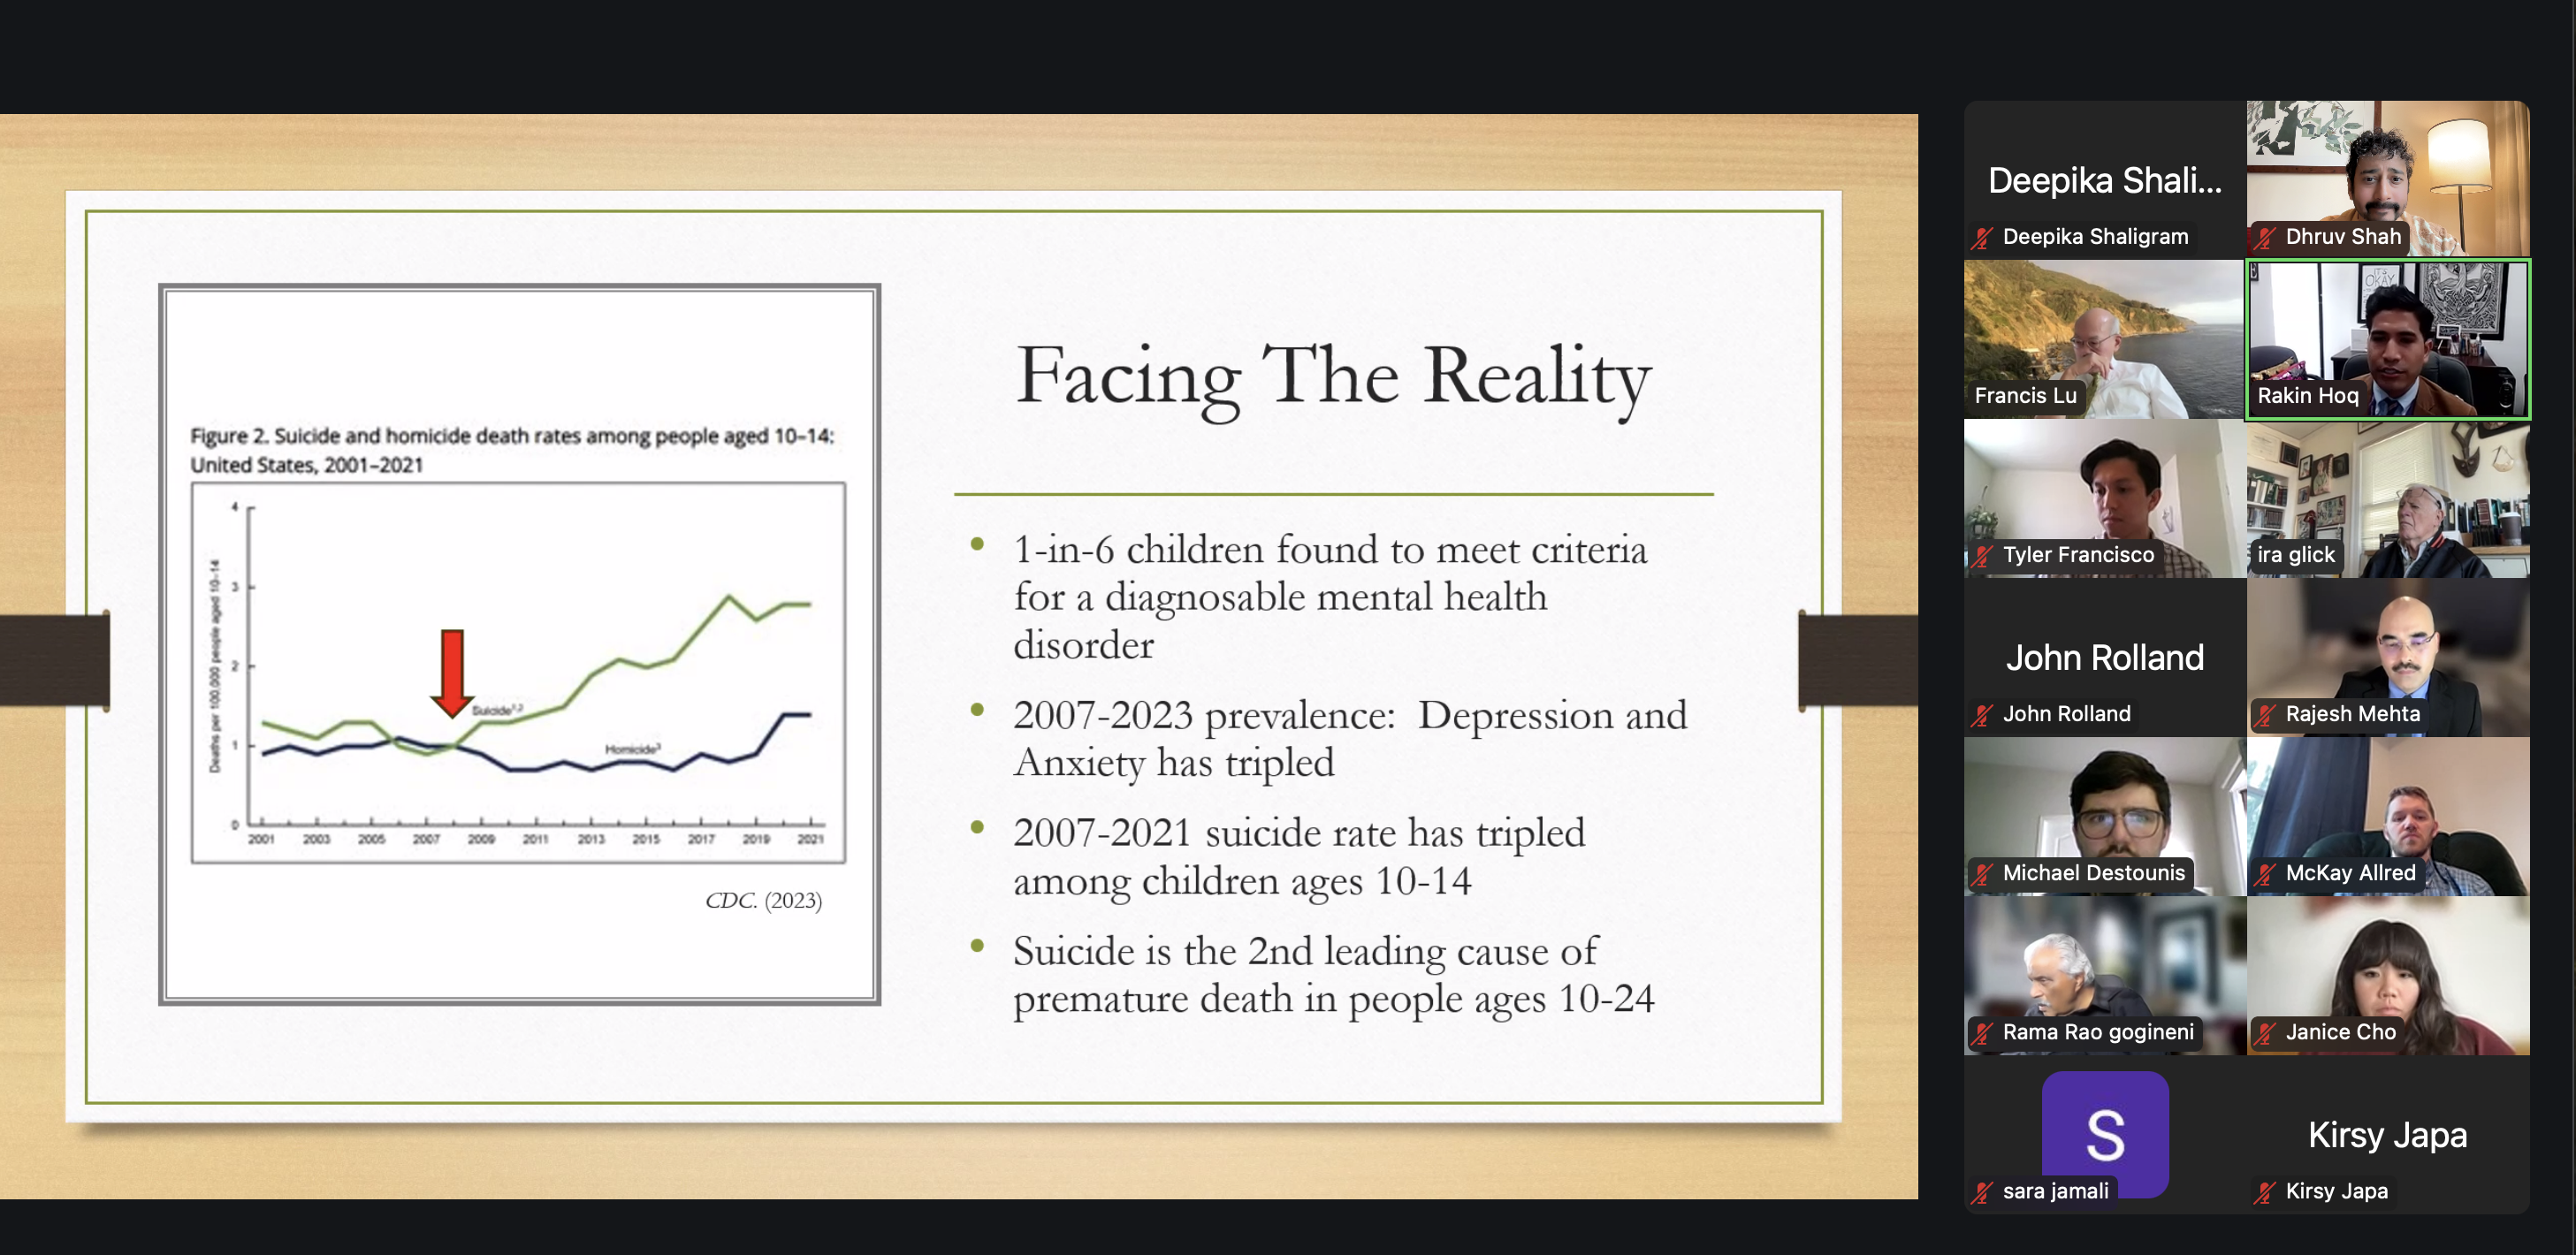 Facing The Reality
Figure 2. Suicide and homicide death rates among people aged 10–14:
United States, 2001–2021
Deaths per 100,000 people aged 10–14
4
3
2
1
0
Suicide¹,²
Homicide³
2001 2003 2005 2007 2009 2011 2013 2015 2017 2019 2021
CDC. (2023)
• 1-in-6 children found to meet criteria
for a diagnosable mental health
disorder
• 2007-2023 prevalence:  Depression and
Anxiety has tripled
• 2007-2021 suicide rate has tripled
among children ages 10-14
• Suicide is the 2nd leading cause of
premature death in people ages 10-24
Deepika Shali...
Deepika Shaligram
Dhruv Shah
Francis Lu
IT'S
OKAY
Rakin Hoq
Tyler Francisco
ira glick
John Rolland
John Rolland
Rajesh Mehta
Michael Destounis
McKay Allred
Rama Rao gogineni
Janice Cho
S
sara jamali
Kirsy Japa
Kirsy Japa